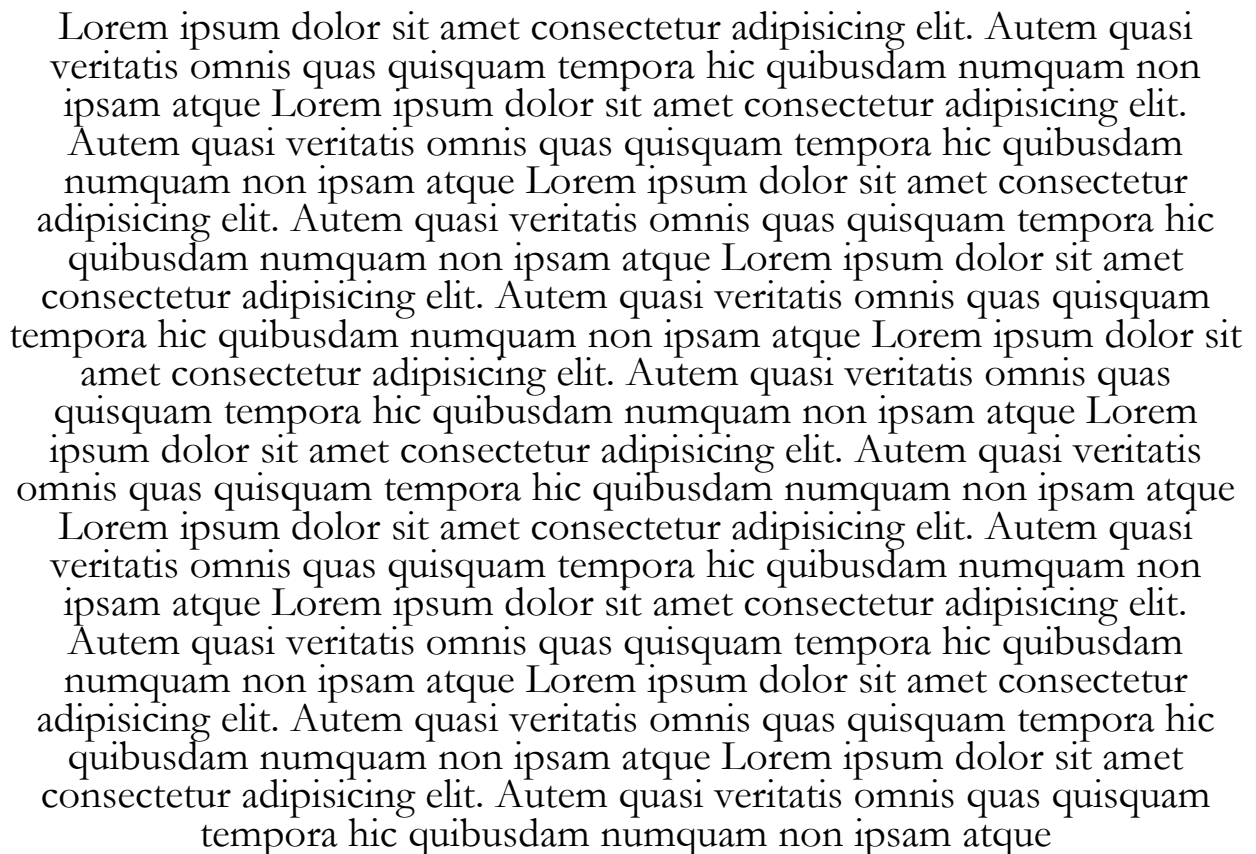 Lorem ipsum dolor sit amet consectetur adipisicing elit. Autem quasi
veritatis omnis quas quisquam tempora hic quibusdam numquam non
ipsam atque Lorem ipsum dolor sit amet consectetur adipisicing elit.
Autem quasi veritatis omnis quas quisquam tempora hic quibusdam
numquam non ipsam atque Lorem ipsum dolor sit amet consectetur
adipisicing elit. Autem quasi veritatis omnis quas quisquam tempora hic
quibusdam numquam non ipsam atque Lorem ipsum dolor sit amet
consectetur adipisicing elit. Autem quasi veritatis omnis quas quisquam
tempora hic quibusdam numquam non ipsam atque Lorem ipsum dolor sit
amet consectetur adipisicing elit. Autem quasi veritatis omnis quas
quisquam tempora hic quibusdam numquam non ipsam atque Lorem
ipsum dolor sit amet consectetur adipisicing elit. Autem quasi veritatis
omnis quas quisquam tempora hic quibusdam numquam non ipsam atque
Lorem ipsum dolor sit amet consectetur adipisicing elit. Autem quasi
veritatis omnis quas quisquam tempora hic quibusdam numquam non
ipsam atque Lorem ipsum dolor sit amet consectetur adipisicing elit.
Autem quasi veritatis omnis quas quisquam tempora hic quibusdam
numquam non ipsam atque Lorem ipsum dolor sit amet consectetur
adipisicing elit. Autem quasi veritatis omnis quas quisquam tempora hic
quibusdam numquam non ipsam atque Lorem ipsum dolor sit amet
consectetur adipisicing elit. Autem quasi veritatis omnis quas quisquam
tempora hic quibusdam numquam non ipsam atque